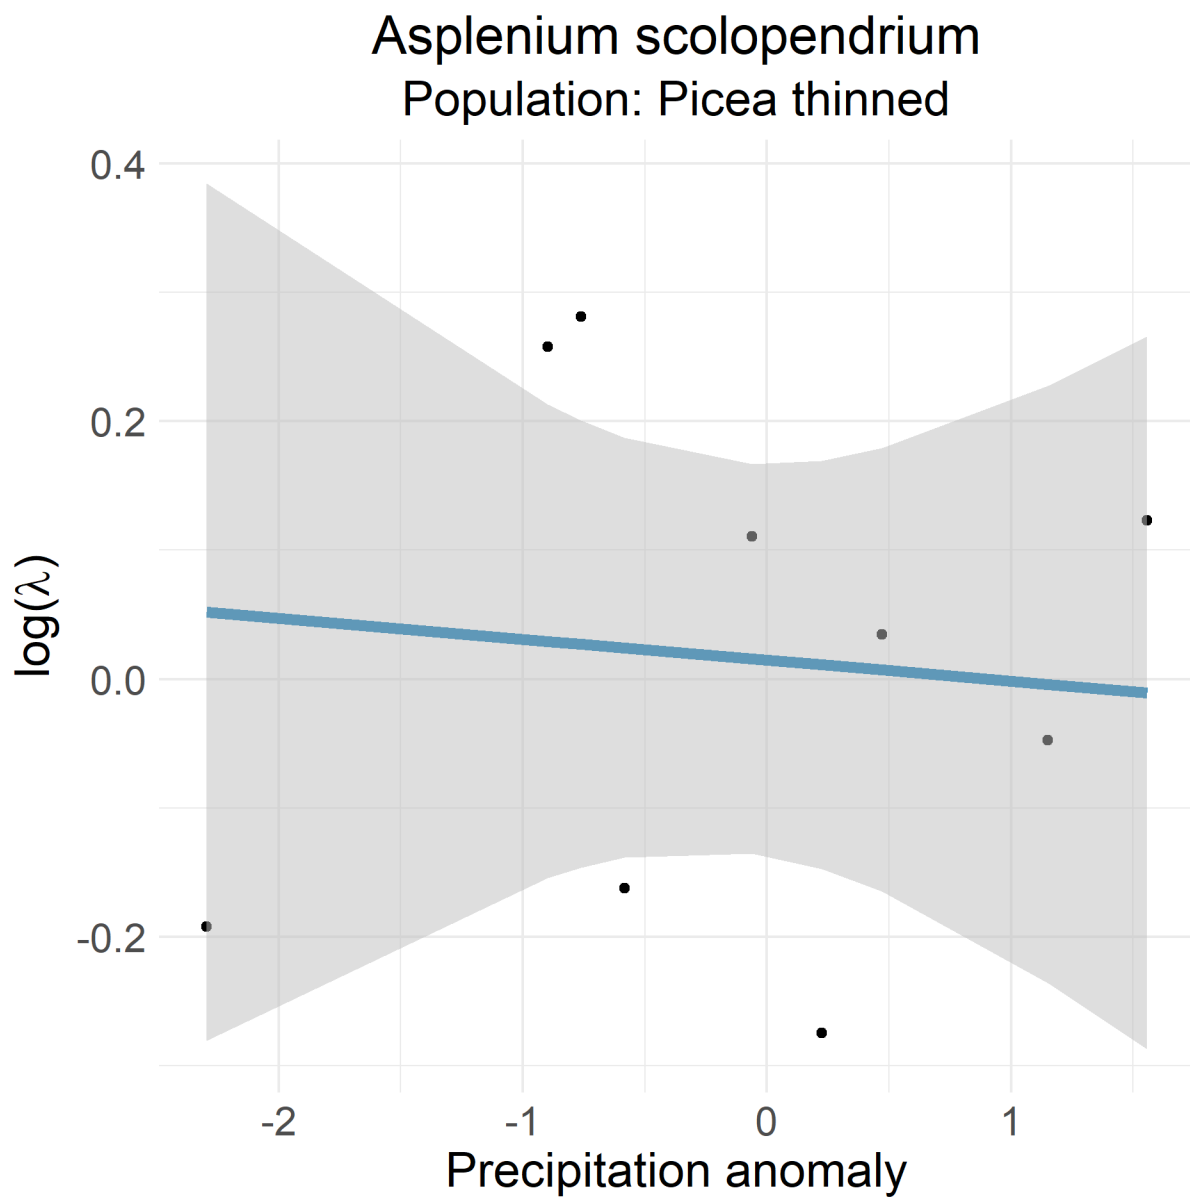 Asplenium scolopendrium
Population: Picea thinned
0.4
0.2
0.0
-0.2
log(λ)
-2
-1
0
1
Precipitation anomaly